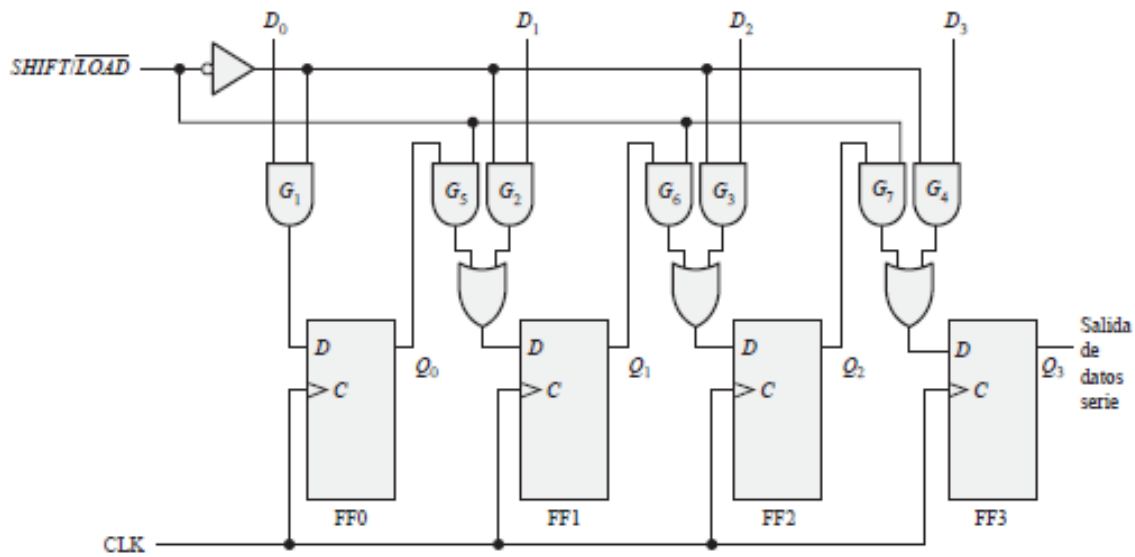 D₀ D₁ D₂ D₃
SHIFT/L̅O̅A̅D̅
G₁ G₅ G₂ G₆ G₃ G₇ G₄
D Q₀ D Q₁ D Q₂ D Q₃
C C C C
Salida
de
datos
serie
FF0 FF1 FF2 FF3
CLK